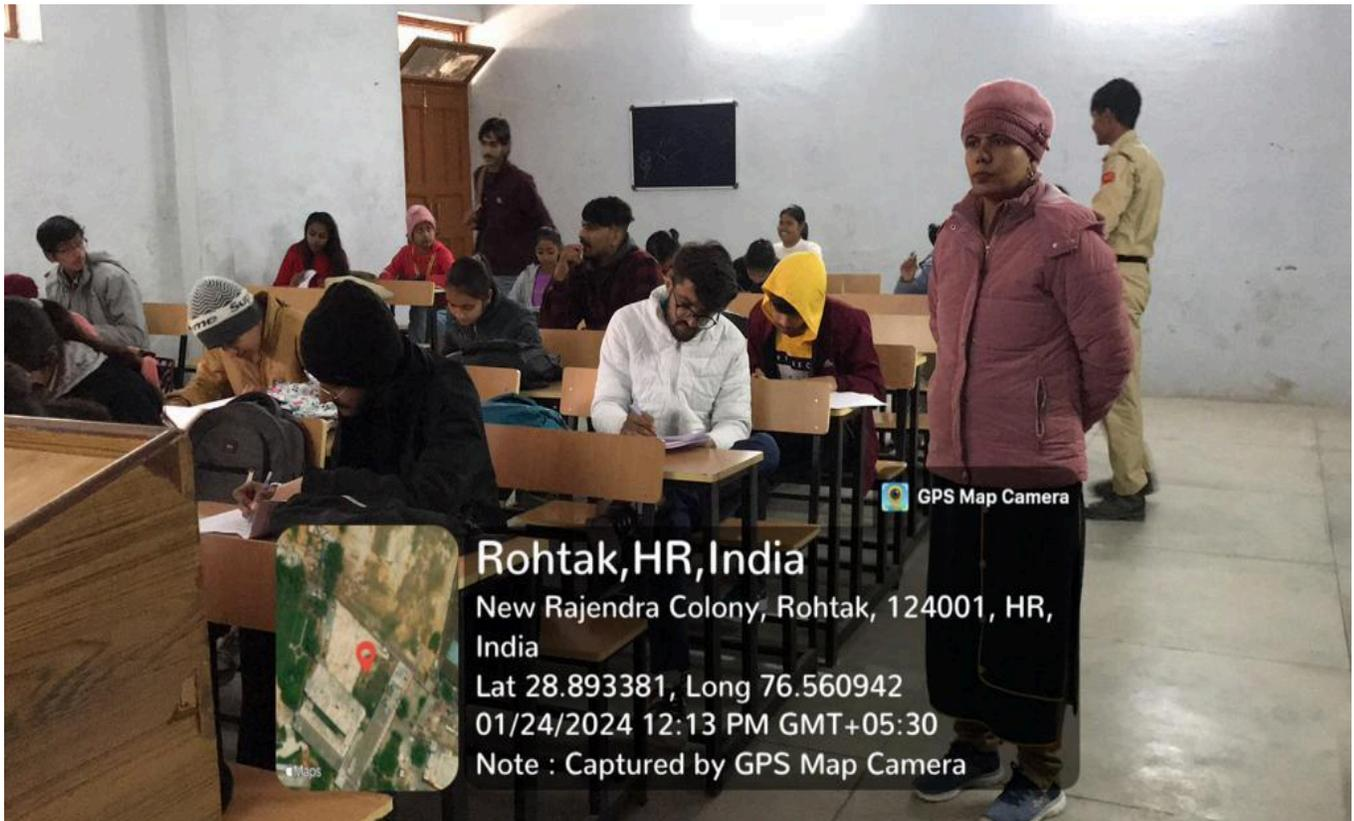 GPS Map Camera
Rohtak,HR,India
New Rajendra Colony, Rohtak, 124001, HR,
India
Lat 28.893381, Long 76.560942
01/24/2024 12:13 PM GMT+05:30
Note : Captured by GPS Map Camera
Maps